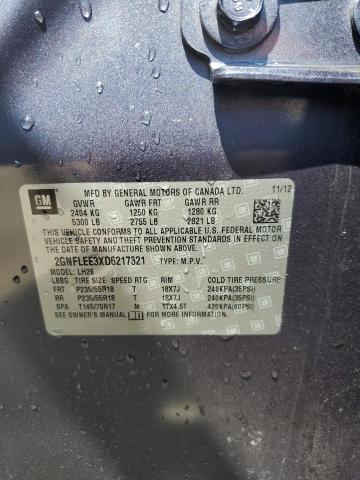 GM
MFD BY GENERAL MOTORS OF CANADA LTD. 11/12
GVWR GAWR FRT GAWR RR
2404 KG 1250 KG 1280 KG
5300 LB 2755 LB 2821 LB
THIS VEHICLE CONFORMS TO ALL APPLICABLE U.S. FEDERAL MOTOR
VEHICLE SAFETY AND THEFT PREVENTION STANDARDS IN EFFECT ON
THE DATE OF MANUFACTURE SHOWN ABOVE.
2GNFLEE3XD6217321 TYPE: M.P.V.
MODEL: LH26
TIRE SIZE SPEED RTG RIM COLD TIRE PRESSURE
FRT P235/55R18 T 18X7J 240KPA(35PSI)
RR P235/55R18 T 18X7J 240KPA(35PSI)
SPA T145/70R17 M 17X4.5T 420KPA(60PSI)
SEE OWNER'S MANUAL FOR MORE INFORMATION.